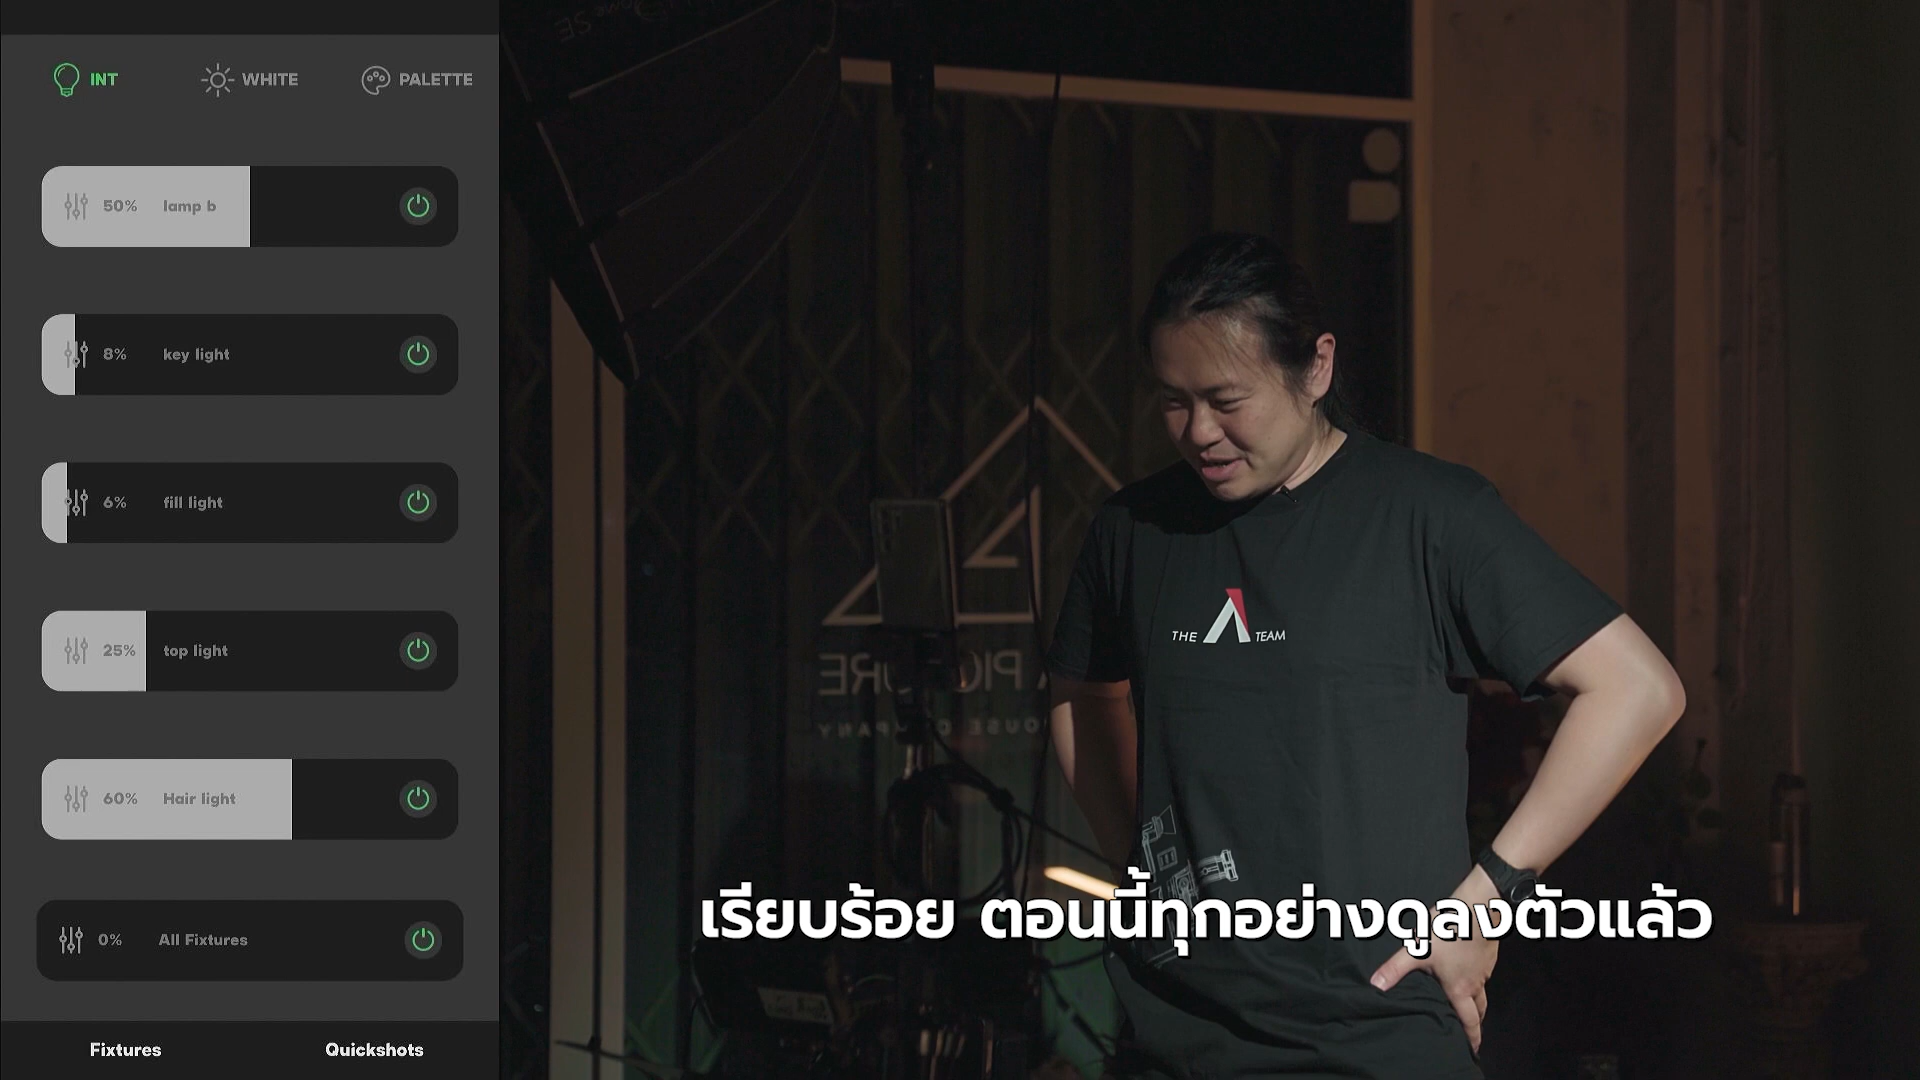 INT
WHITE
PALETTE
50% lamp b
8% key light
6% fill light
25% top light
60% Hair light
0% All Fixtures
Fixtures
Quickshots
THE A TEAM
เรียบร้อย ตอนนี้ทุกอย่างดูลงตัวแล้ว